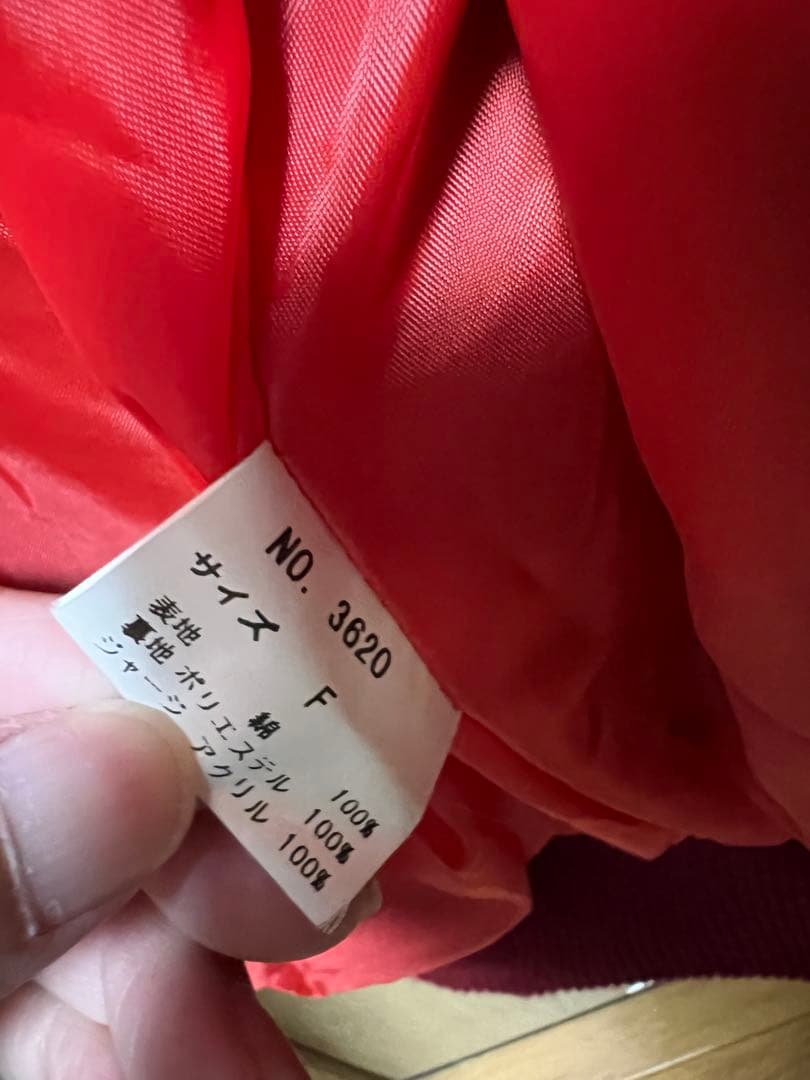 NO. 3620
サイズ F
表地 綿 100%
裏地 ポリエステル 100%
ジャージ アクリル 100%